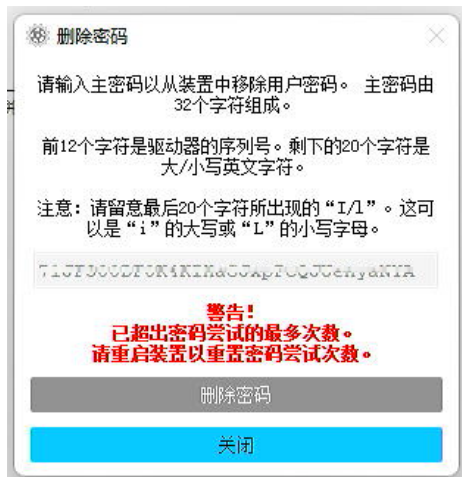 删除密码
请输入主密码以从装置中移除用户密码。 主密码由
32个字符组成。
前12个字符是驱动器的序列号。剩下的20个字符是
大/小写英文字符。
注意：请留意最后20个字符所出现的“I/l”。这可
以是“i”的大写或“L”的小写字母。
警告！
已超出密码尝试的最多次数。
请重启装置以重置密码尝试次数。
删除密码
关闭